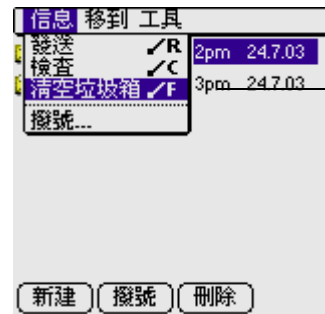 信息 移到 工具
發送 ✓R
2pm 24.7.03
檢查 ✓C
清空垃圾箱 ✓F
3pm 24.7.03
撥號...
新建 撥號 刪除